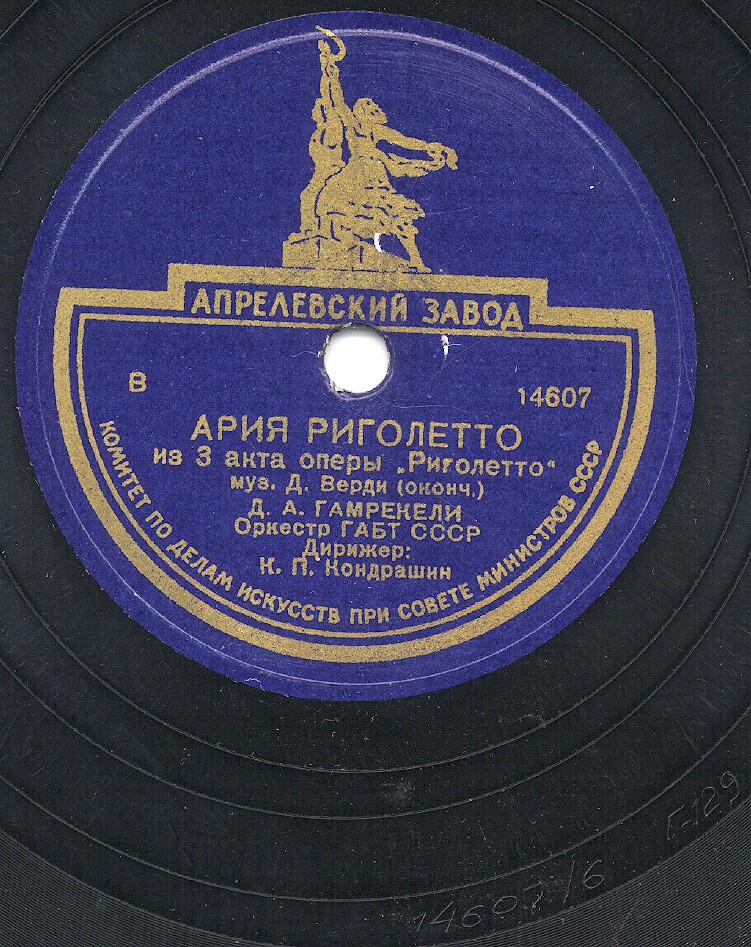 АПРЕЛЕВСКИЙ ЗАВОД
В 14607
АРИЯ РИГОЛЕТТО
из 3 акта оперы „Риголетто“
муз. Д. Верди (оконч.)
Д. А. ГАМРЕКЕЛИ
Оркестр ГАБТ СССР
Дирижер:
К. П. Кондрашин
КОМИТЕТ ПО ДЕЛАМ ИСКУССТВ ПРИ СОВЕТЕ МИНИСТРОВ СССР
Г-129
14607/6